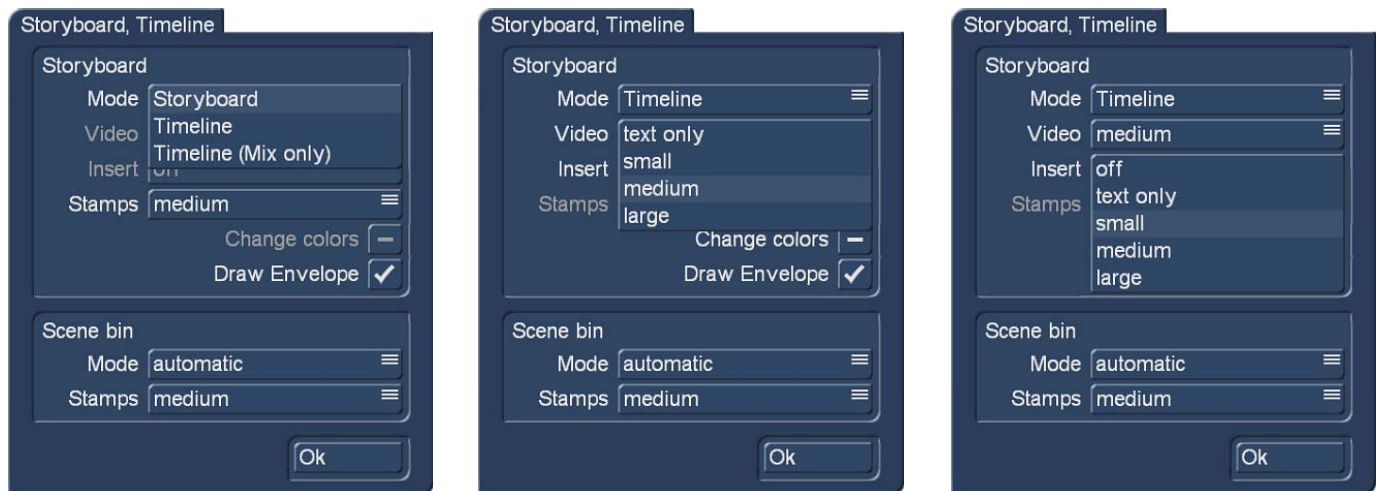 Storyboard, Timeline
Storyboard
Mode Storyboard
Timeline
Timeline (Mix only)
Video
Insert off
Stamps medium
Change colors
Draw Envelope
Scene bin
Mode automatic
Stamps medium
Ok
Storyboard, Timeline
Storyboard
Mode Timeline
Video text only
small
medium
large
Insert
Stamps
Change colors
Draw Envelope
Scene bin
Mode automatic
Stamps medium
Ok
Storyboard, Timeline
Storyboard
Mode Timeline
Video medium
Insert off
text only
small
medium
large
Stamps
Scene bin
Mode automatic
Stamps medium
Ok